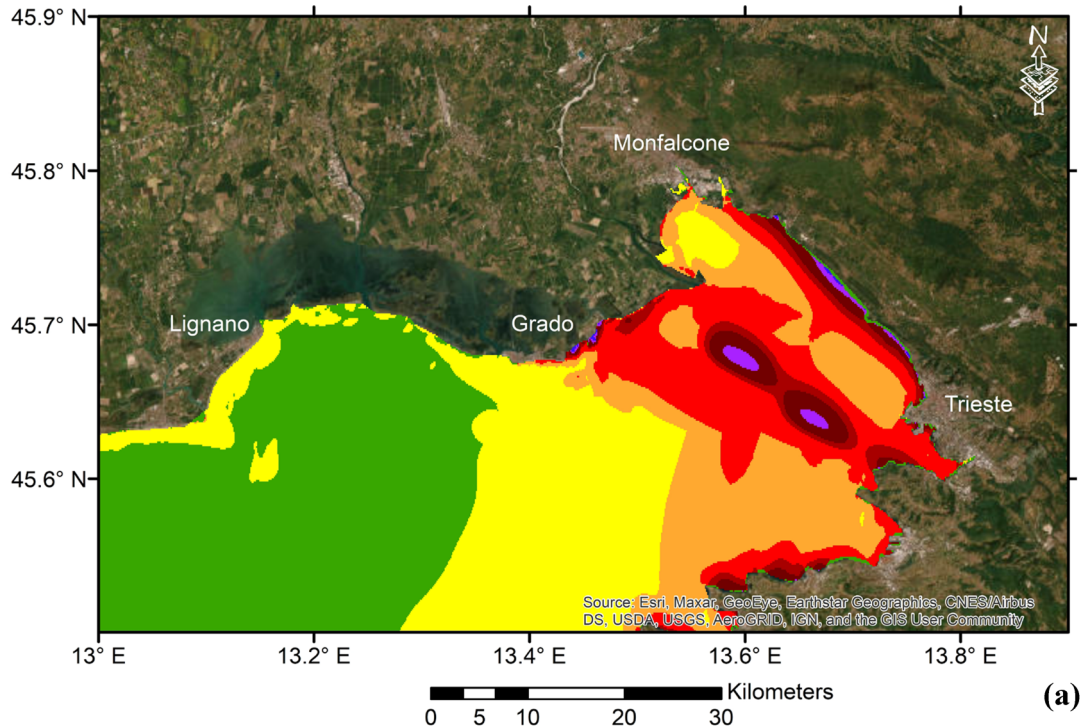 45.9° N
N
Monfalcone
45.8° N
45.7° N
Lignano
Grado
Trieste
45.6° N
Source: Esri, Maxar, GeoEye, Earthstar Geographics, CNES/Airbus
DS, USDA, USGS, AeroGRID, IGN, and the GIS User Community
13° E
13.2° E
13.4° E
13.6° E
13.8° E
Kilometers
0 5 10 20 30
(a)